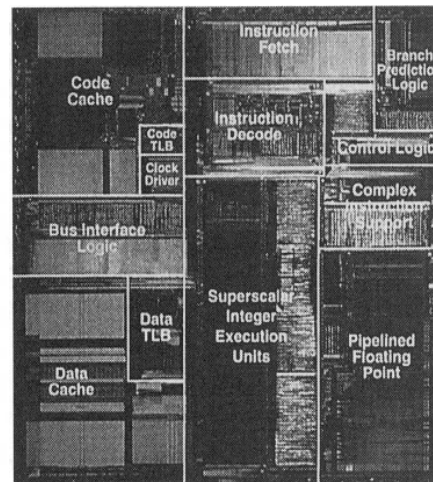 Instruction
Fetch
Branch
Prediction
Logic
Code
Cache
Code
TLB
Clock
Driver
Instruction
Decode
Control Logic
Complex
Instruction
Support
Bus Interface
Logic
Data
TLB
Data
Cache
Superscalar
Integer
Execution
Units
Pipelined
Floating
Point